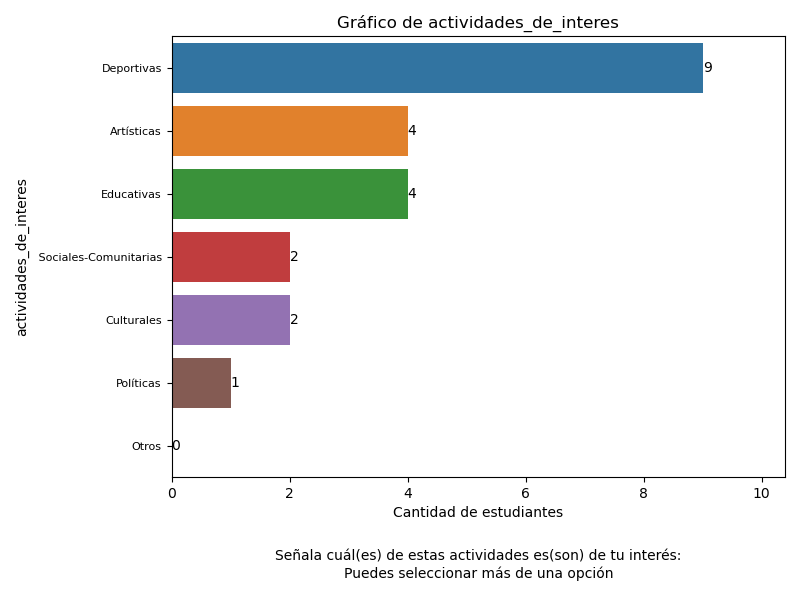 Gráfico de actividades_de_interes
actividades_de_interes
Deportivas
9
Artísticas
4
Educativas
4
Sociales-Comunitarias
2
Culturales
2
Políticas
1
Otros
0
0 2 4 6 8 10
Cantidad de estudiantes
Señala cuál(es) de estas actividades es(son) de tu interés:
Puedes seleccionar más de una opción